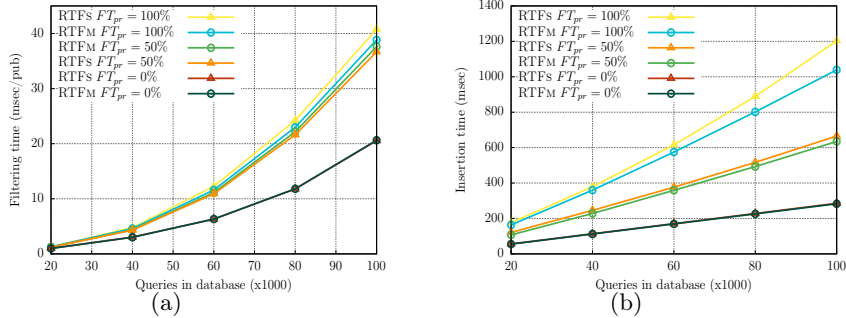 RTFs FT_pr = 100%
RTFM FT_pr = 100%
RTFM FT_pr = 50%
RTFs FT_pr = 50%
RTFs FT_pr = 0%
RTFM FT_pr = 0%
Filtering time (msec/pub)
40
30
20
10
0
20 30 40 50 60 70 80 90 100
Queries in database (x1000)
(a)
RTFs FT_pr = 100%
RTFM FT_pr = 100%
RTFs FT_pr = 50%
RTFM FT_pr = 50%
RTFs FT_pr = 0%
RTFM FT_pr = 0%
Insertion time (msec)
1400
1200
1000
800
600
400
200
0
20 40 60 80 100
Queries in database (x1000)
(b)